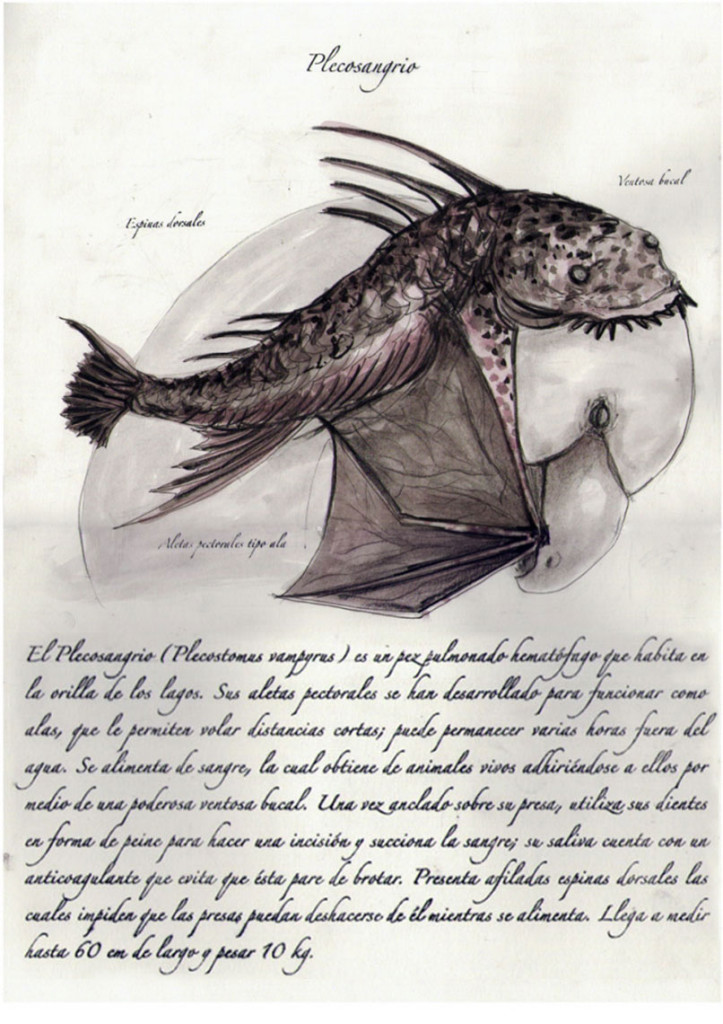 Plecosangrio
Ventosa bucal
Espinas dorsales
Aletas pectorales tipo ala
El Plecosangrio (Plecostomus vampyrus) es un pez pulmonado hematófago que habita en
la orilla de los lagos. Sus aletas pectorales se han desarrollado para funcionar como
alas, que le permiten volar distancias cortas; puede permanecer varias horas fuera del
agua. Se alimenta de sangre, la cual obtiene de animales vivos adhiriéndose a ellos por
medio de una poderosa ventosa bucal. Una vez anclado sobre su presa, utiliza sus dientes
en forma de peine para hacer una incisión y succiona la sangre; su saliva cuenta con un
anticoagulante que evita que ésta pare de brotar. Presenta afiladas espinas dorsales las
cuales impiden que las presas puedan deshacerse de él mientras se alimenta. Llega a medir
hasta 60 cm de largo y pesar 10 kg.